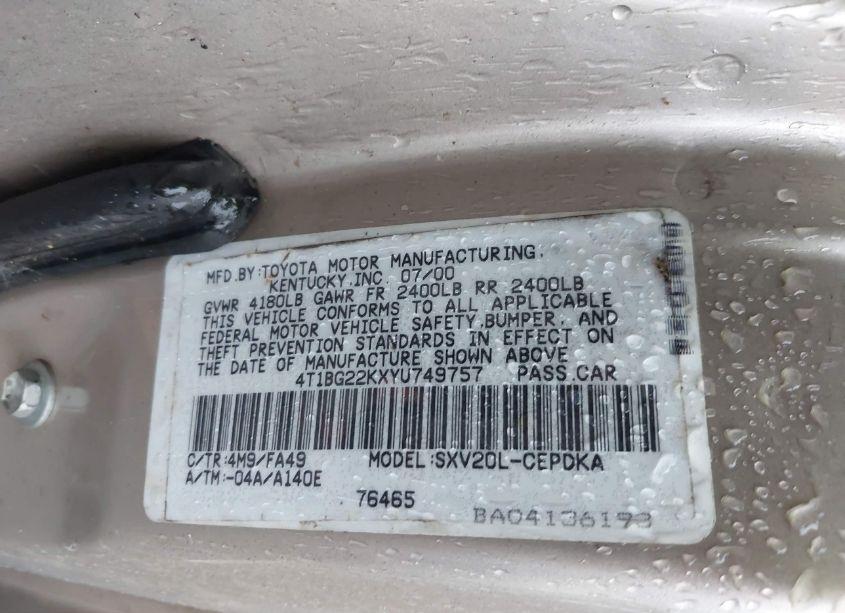 MFD.BY:TOYOTA MOTOR MANUFACTURING,
KENTUCKY,INC. 07/00
GVWR 4180LB GAWR FR 2400LB RR 2400LB
THIS VEHICLE CONFORMS TO ALL APPLICABLE
FEDERAL MOTOR VEHICLE SAFETY,BUMPER, AND
THEFT PREVENTION STANDARDS IN EFFECT ON
THE DATE OF MANUFACTURE SHOWN ABOVE
4T1BG22KXYU749757 PASS.CAR
C/TR:4M9/FA49 MODEL:SXV20L-CEPDKA
A/TM:-04A/A140E
76465
BA04136193